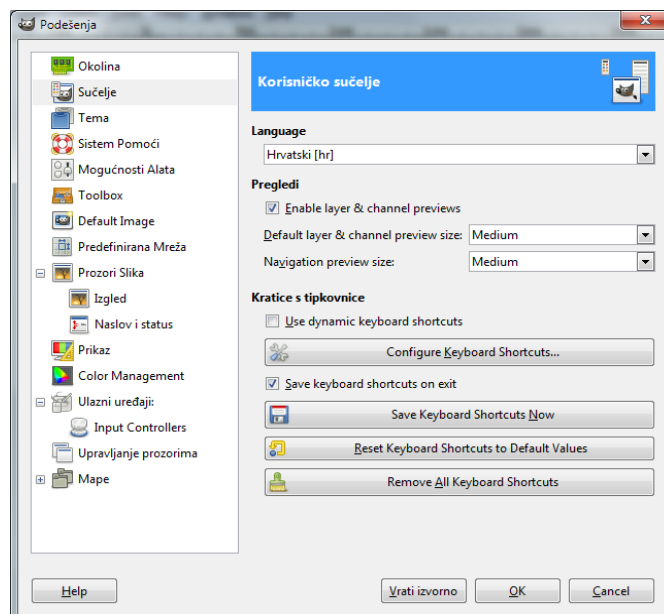 Podešenja
Okolina
Sučelje
Tema
Sistem Pomoći
Mogućnosti Alata
Toolbox
Default Image
Predefinirana Mreža
Prozori Slika
Izgled
Naslov i status
Prikaz
Color Management
Ulazni uređaji:
Input Controllers
Upravljanje prozorima
Mape
Korisničko sučelje
Language
Hrvatski [hr]
Pregledi
Enable layer & channel previews
Default layer & channel preview size: Medium
Navigation preview size: Medium
Kratice s tipkovnice
Use dynamic keyboard shortcuts
Configure Keyboard Shortcuts...
Save keyboard shortcuts on exit
Save Keyboard Shortcuts Now
Reset Keyboard Shortcuts to Default Values
Remove All Keyboard Shortcuts
Help
Vrati izvorno
OK
Cancel